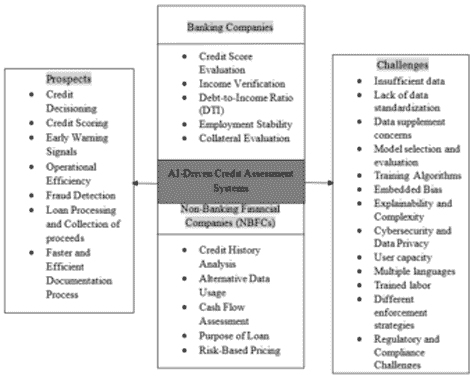 Banking Companies
• Credit Score
Evaluation
• Income Verification
• Debt-to-Income Ratio
(DTI)
• Employment Stability
• Collateral Evaluation
AI-Driven Credit Assessment
Systems
Non-Banking Financial
Companies (NBFCs)
• Credit History
Analysis
• Alternative Data
Usage
• Cash Flow
Assessment
• Purpose of Loan
• Risk-Based Pricing
Prospects
• Credit
Decisioning
• Credit Scoring
• Early Warning
Signals
• Operational
Efficiency
• Fraud Detection
• Loan Processing
and Collection of
proceeds
• Faster and
Efficient
Documentation
Process
Challenges
• Insufficient data
• Lack of data
standardization
• Data supplement
concerns
• Model selection and
evaluation
• Training Algorithms
• Embedded Bias
• Explainability and
Complexity
• Cybersecurity and
Data Privacy
• User capacity
• Multiple languages
• Trained labor
• Different
enforcement
strategies
• Regulatory and
Compliance
Challenges